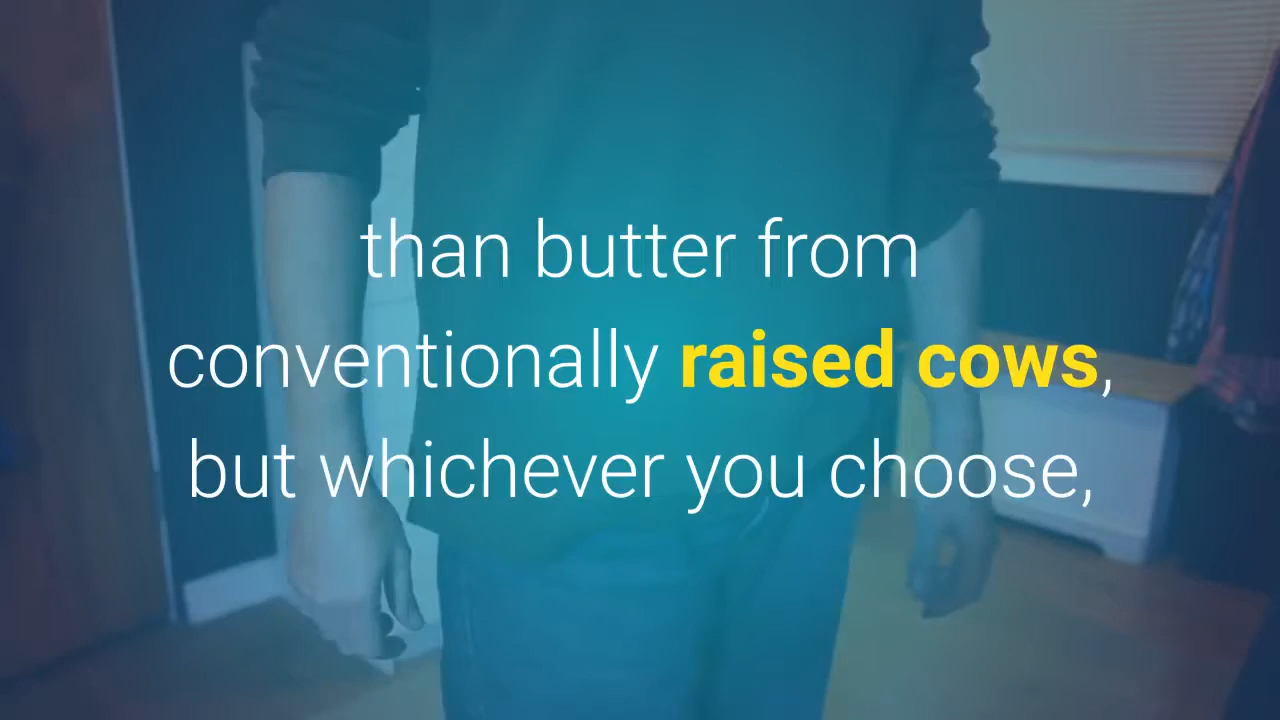 than butter from
conventionally raised cows,
but whichever you choose,